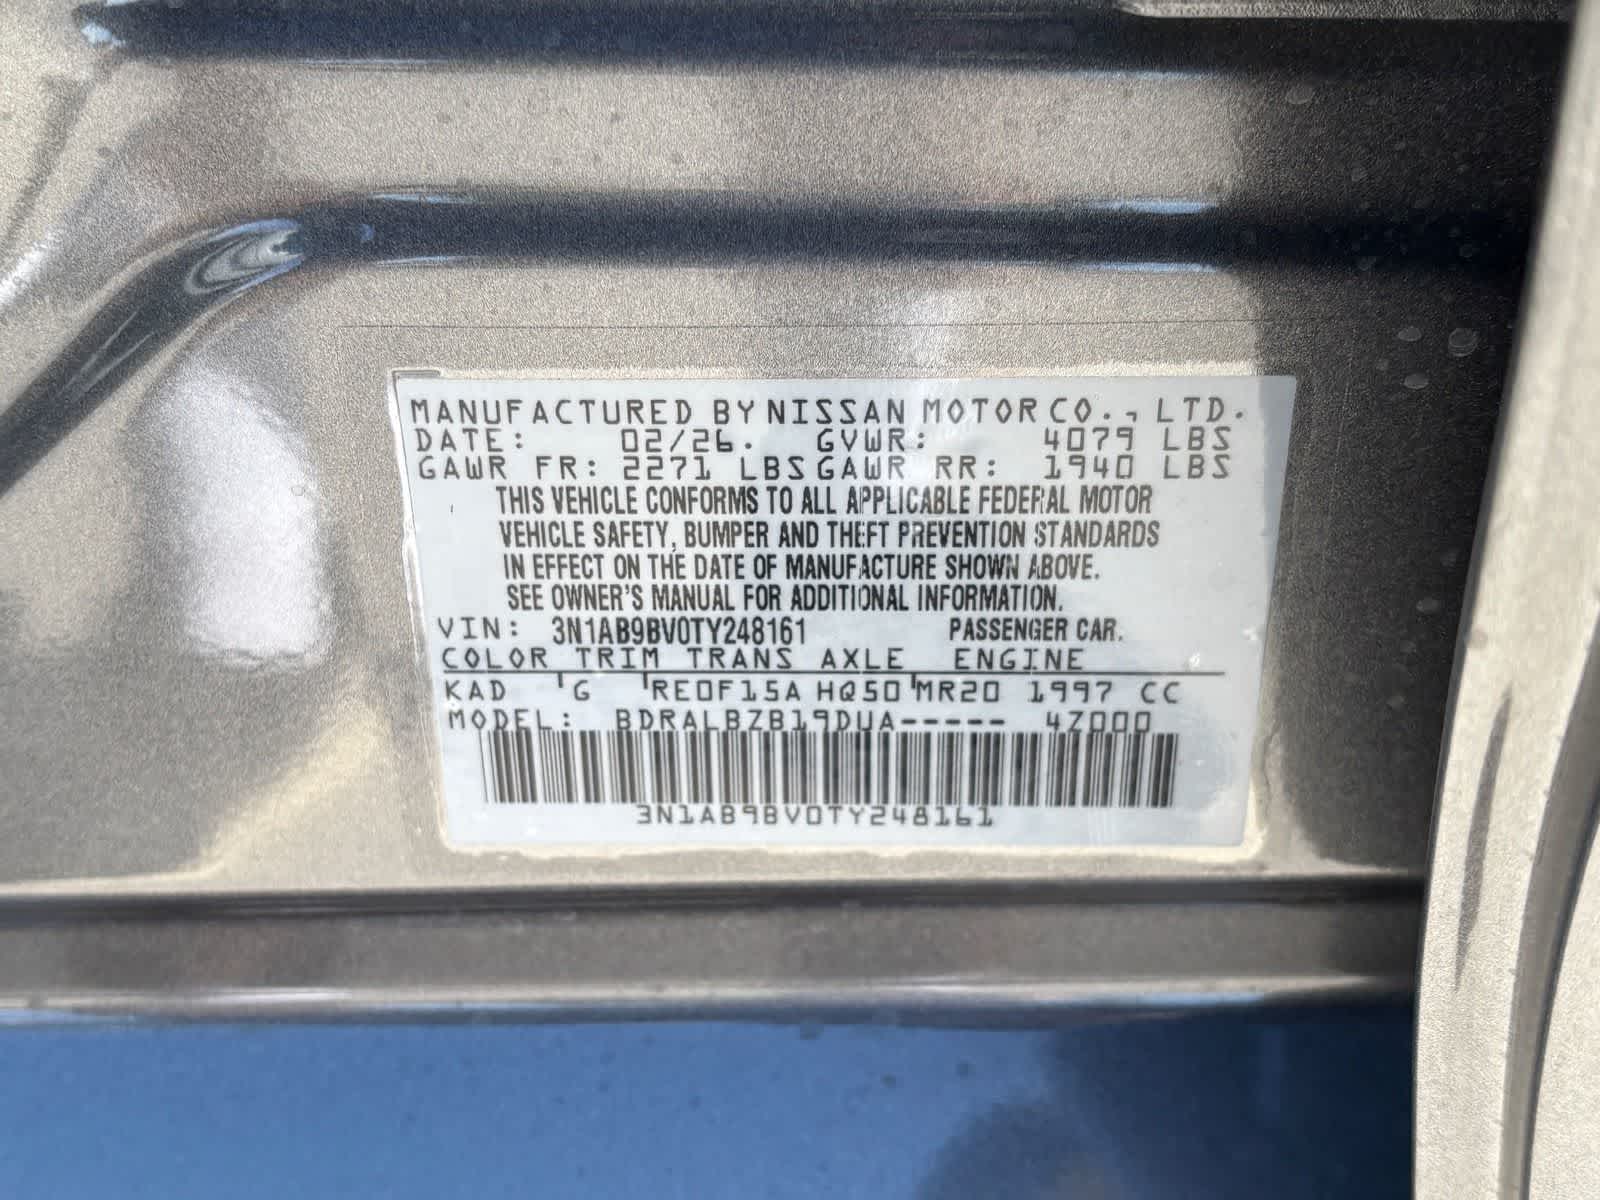 MANUFACTURED BY NISSAN MOTOR CO., LTD.
DATE: 02/26. GVWR: 4079 LBS
GAWR FR: 2271 LBS GAWR RR: 1940 LBS
THIS VEHICLE CONFORMS TO ALL APPLICABLE FEDERAL MOTOR
VEHICLE SAFETY, BUMPER AND THEFT PREVENTION STANDARDS
IN EFFECT ON THE DATE OF MANUFACTURE SHOWN ABOVE.
SEE OWNER'S MANUAL FOR ADDITIONAL INFORMATION.
VIN: 3N1AB9BV0TY248161 PASSENGER CAR.
COLOR TRIM TRANS AXLE ENGINE
KAD G RE0F15A HQ50 MR20 1997 CC
MODEL: BDRALBZB19DUA----- 4Z000
3N1AB9BV0TY248161